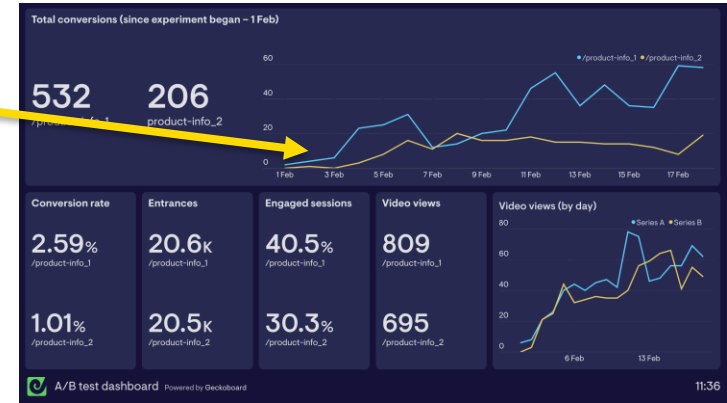 Total conversions (since experiment began – 1 Feb)
532
/product-info_1
206
product-info_2
/product-info_1 /product-info_2
60
40
20
0
1 Feb 3 Feb 5 Feb 7 Feb 9 Feb 11 Feb 13 Feb 15 Feb 17 Feb
Conversion rate
2.59%
/product-info_1
1.01%
/product-info_2
Entrances
20.6K
/product-info_1
20.5K
/product-info_2
Engaged sessions
40.5%
/product-info_1
30.3%
/product-info_2
Video views
809
/product-info_1
695
/product-info_2
Video views (by day)
Series A Series B
80
60
40
20
0
6 Feb 13 Feb
A/B test dashboard Powered by Geckoboard
11:36